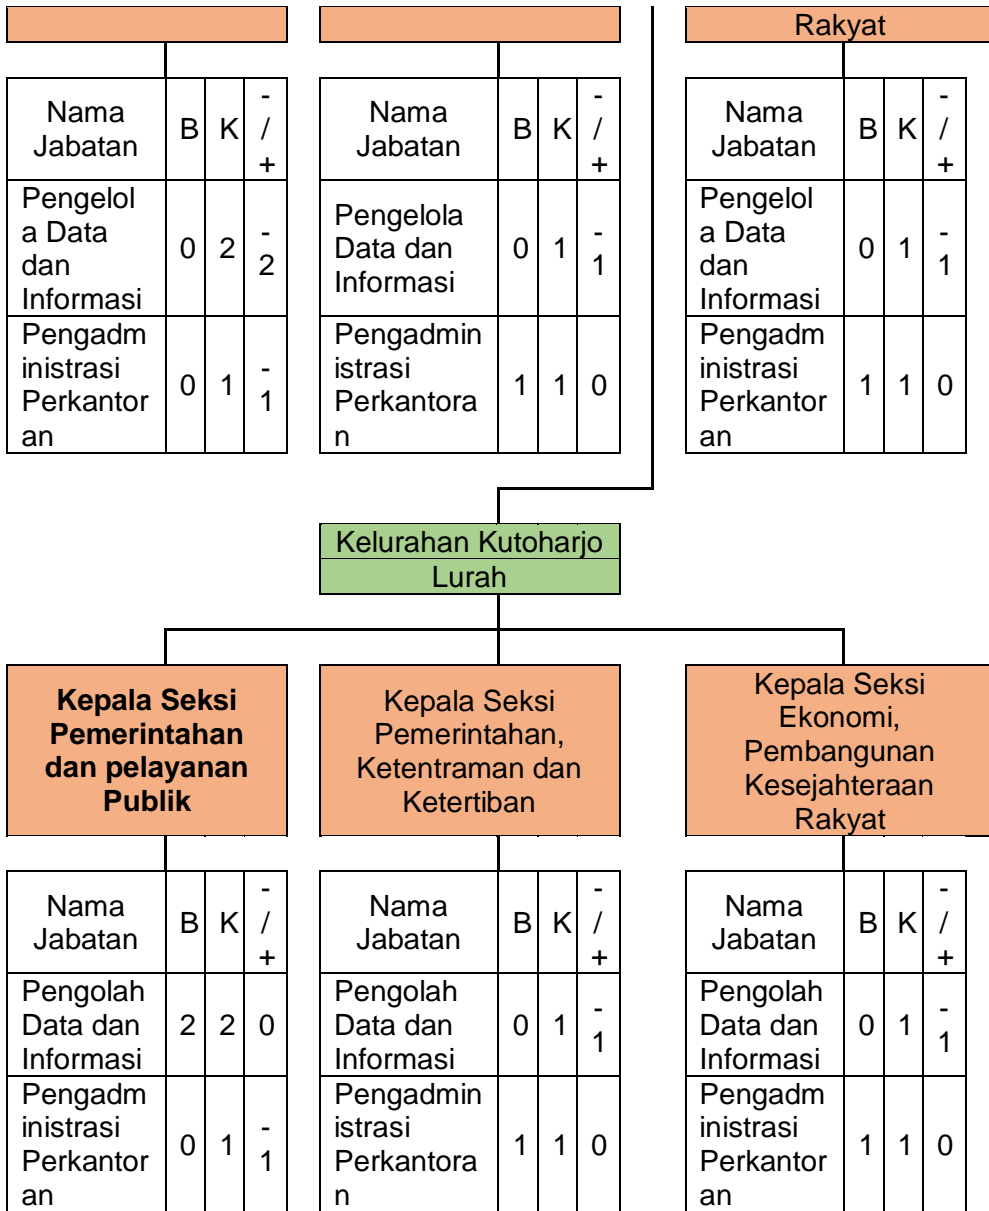 Rakyat
Nama
Jabatan
B
K
-
/
+
Pengelol
a Data
dan
Informasi
0
2
-
2
Pengadm
inistrasi
Perkantor
an
0
1
-
1
Nama
Jabatan
B
K
-
/
+
Pengelola
Data dan
Informasi
0
1
-
1
Pengadmin
istrasi
Perkantora
n
1
1
0
Nama
Jabatan
B
K
-
/
+
Pengelol
a Data
dan
Informasi
0
1
-
1
Pengadm
inistrasi
Perkantor
an
1
1
0
Kelurahan Kutoharjo
Lurah
Kepala Seksi
Pemerintahan
dan pelayanan
Publik
Kepala Seksi
Pemerintahan,
Ketentraman dan
Ketertiban
Kepala Seksi
Ekonomi,
Pembangunan
Kesejahteraan
Rakyat
Nama
Jabatan
B
K
-
/
+
Pengolah
Data dan
Informasi
2
2
0
Pengadm
inistrasi
Perkantor
an
0
1
-
1
Nama
Jabatan
B
K
-
/
+
Pengolah
Data dan
Informasi
0
1
-
1
Pengadmin
istrasi
Perkantora
n
1
1
0
Nama
Jabatan
B
K
-
/
+
Pengolah
Data dan
Informasi
0
1
-
1
Pengadm
inistrasi
Perkantor
an
1
1
0